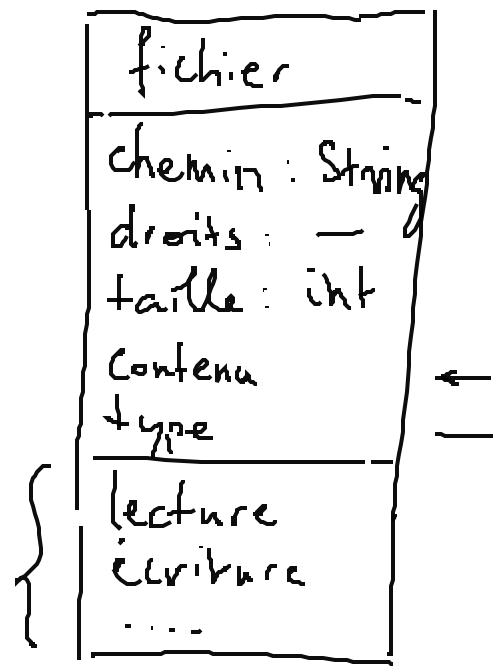 fichier
chemin : String
droits : —
taille : int
contenu
type
lecture
écriture
....